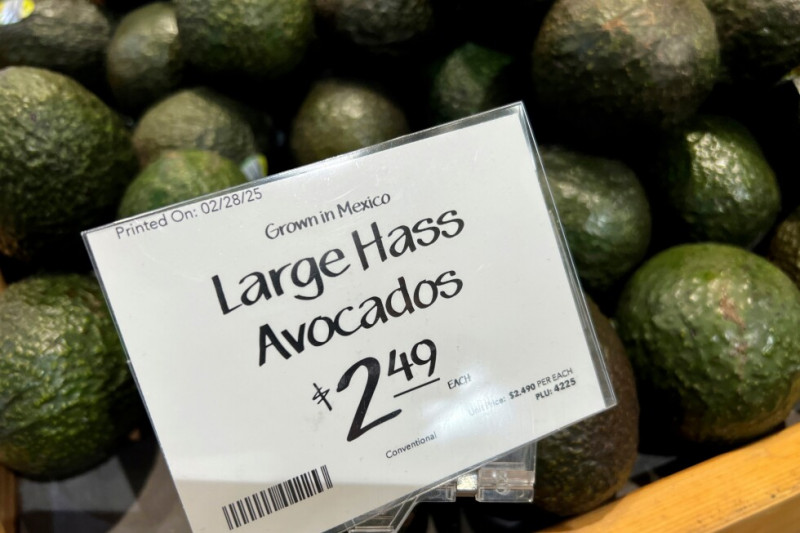 Printed On: 02/28/25
Grown in Mexico
Large Hass
Avocados
$2.49 EACH
Unit Price: $2.490 PER EACH
PLU: 4225
Conventional